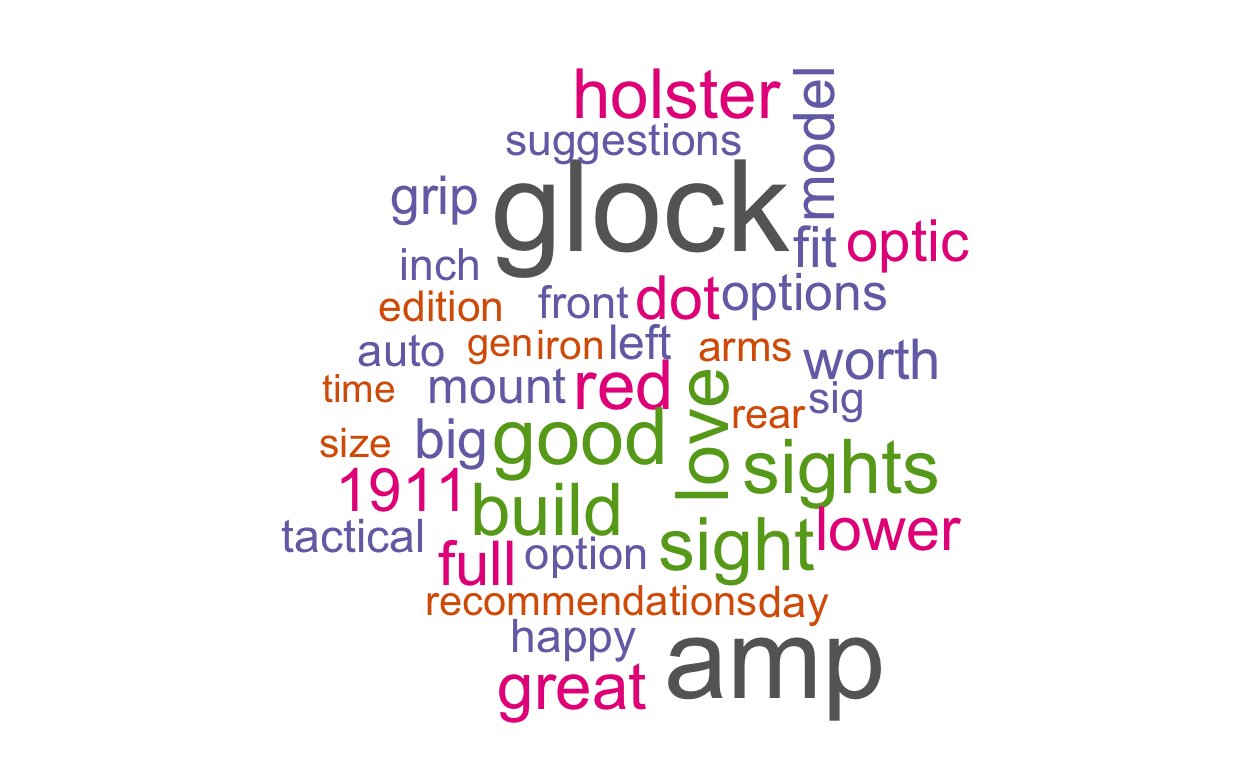 holster
model
suggestions
grip
glock
fit
optic
inch
edition
front
dot
options
auto
gen
iron
left
arms
worth
time
mount
red
love
rear
sig
size
big
good
sights
1911
build
tactical
full
option
sight
lower
recommendations
day
happy
amp
great